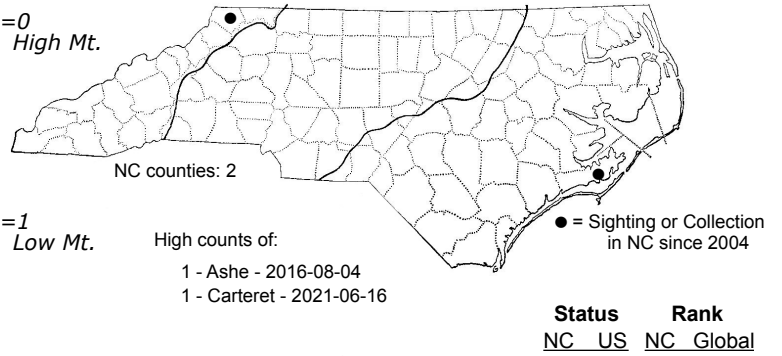 =0
High Mt.
NC counties: 2
=1
Low Mt.
High counts of:
1 - Ashe - 2016-08-04
1 - Carteret - 2021-06-16
● = Sighting or Collection
in NC since 2004
Status Rank
NC US NC Global